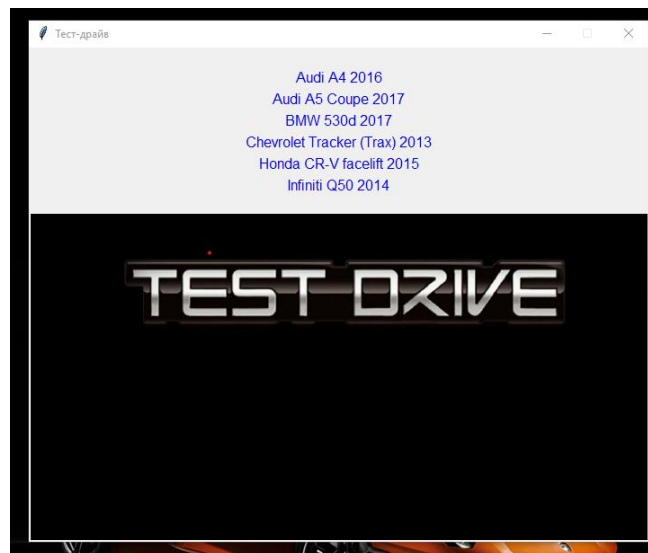 Тест-драйв
Audi A4 2016
Audi A5 Coupe 2017
BMW 530d 2017
Chevrolet Tracker (Trax) 2013
Honda CR-V facelift 2015
Infiniti Q50 2014
TEST DRIVE